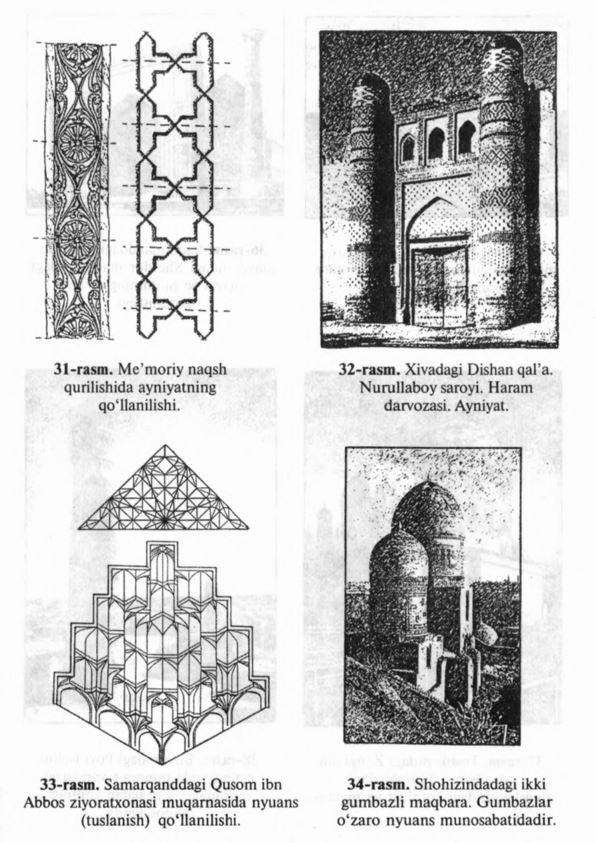 31-rasm. Me’moriy naqsh
qurilishida ayniyatning
qo‘llanilishi.
32-rasm. Xivadagi Dishan qal’a.
Nurullaboy saroyi. Haram
darvozasi. Ayniyat.
33-rasm. Samarqanddagi Qusom ibn
Abbos ziyoratxonasi muqarnasida nyuans
(tuslanish) qo‘llanilishi.
34-rasm. Shohizindadagi ikki
gumbazli maqbara. Gumbazlar
o‘zaro nyuans munosabatidadir.